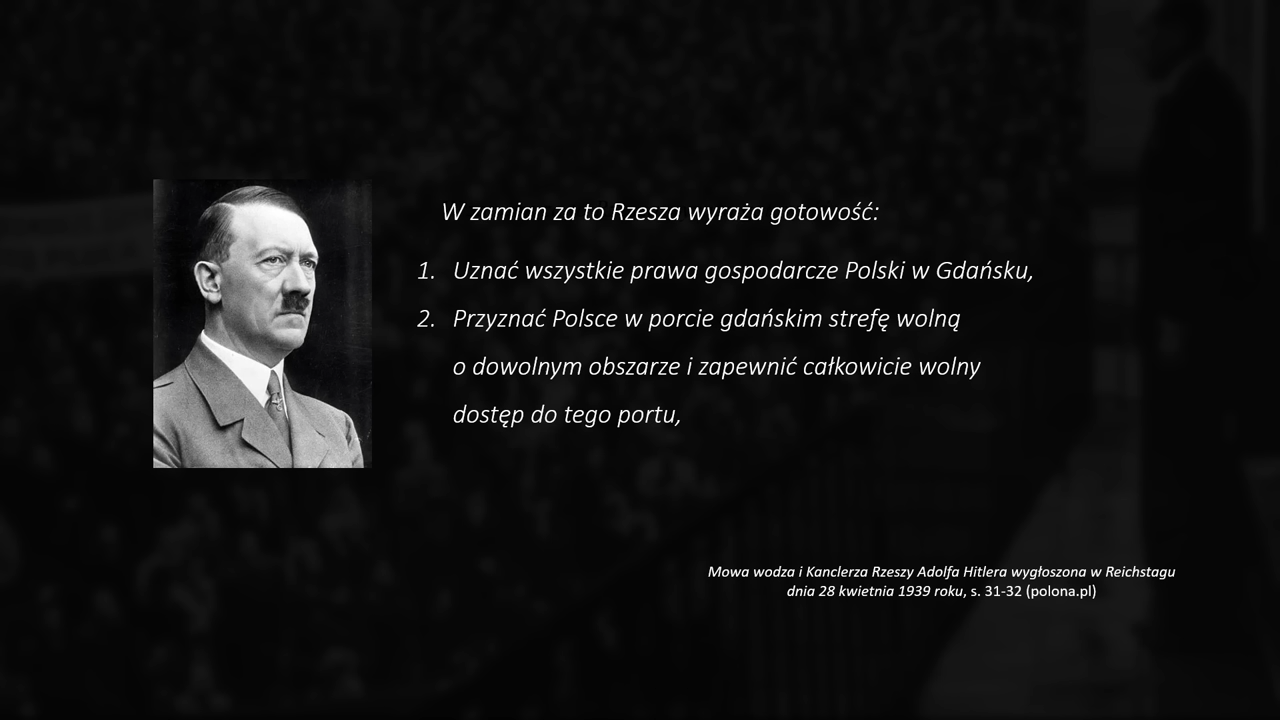 W zamian za to Rzesza wyraża gotowość:
1. Uznać wszystkie prawa gospodarcze Polski w Gdańsku,
2. Przyznać Polsce w porcie gdańskim strefę wolną
o dowolnym obszarze i zapewnić całkowicie wolny
dostęp do tego portu,
Mowa wodza i Kanclerza Rzeszy Adolfa Hitlera wygłoszona w Reichstagu
dnia 28 kwietnia 1939 roku, s. 31-32 (polona.pl)